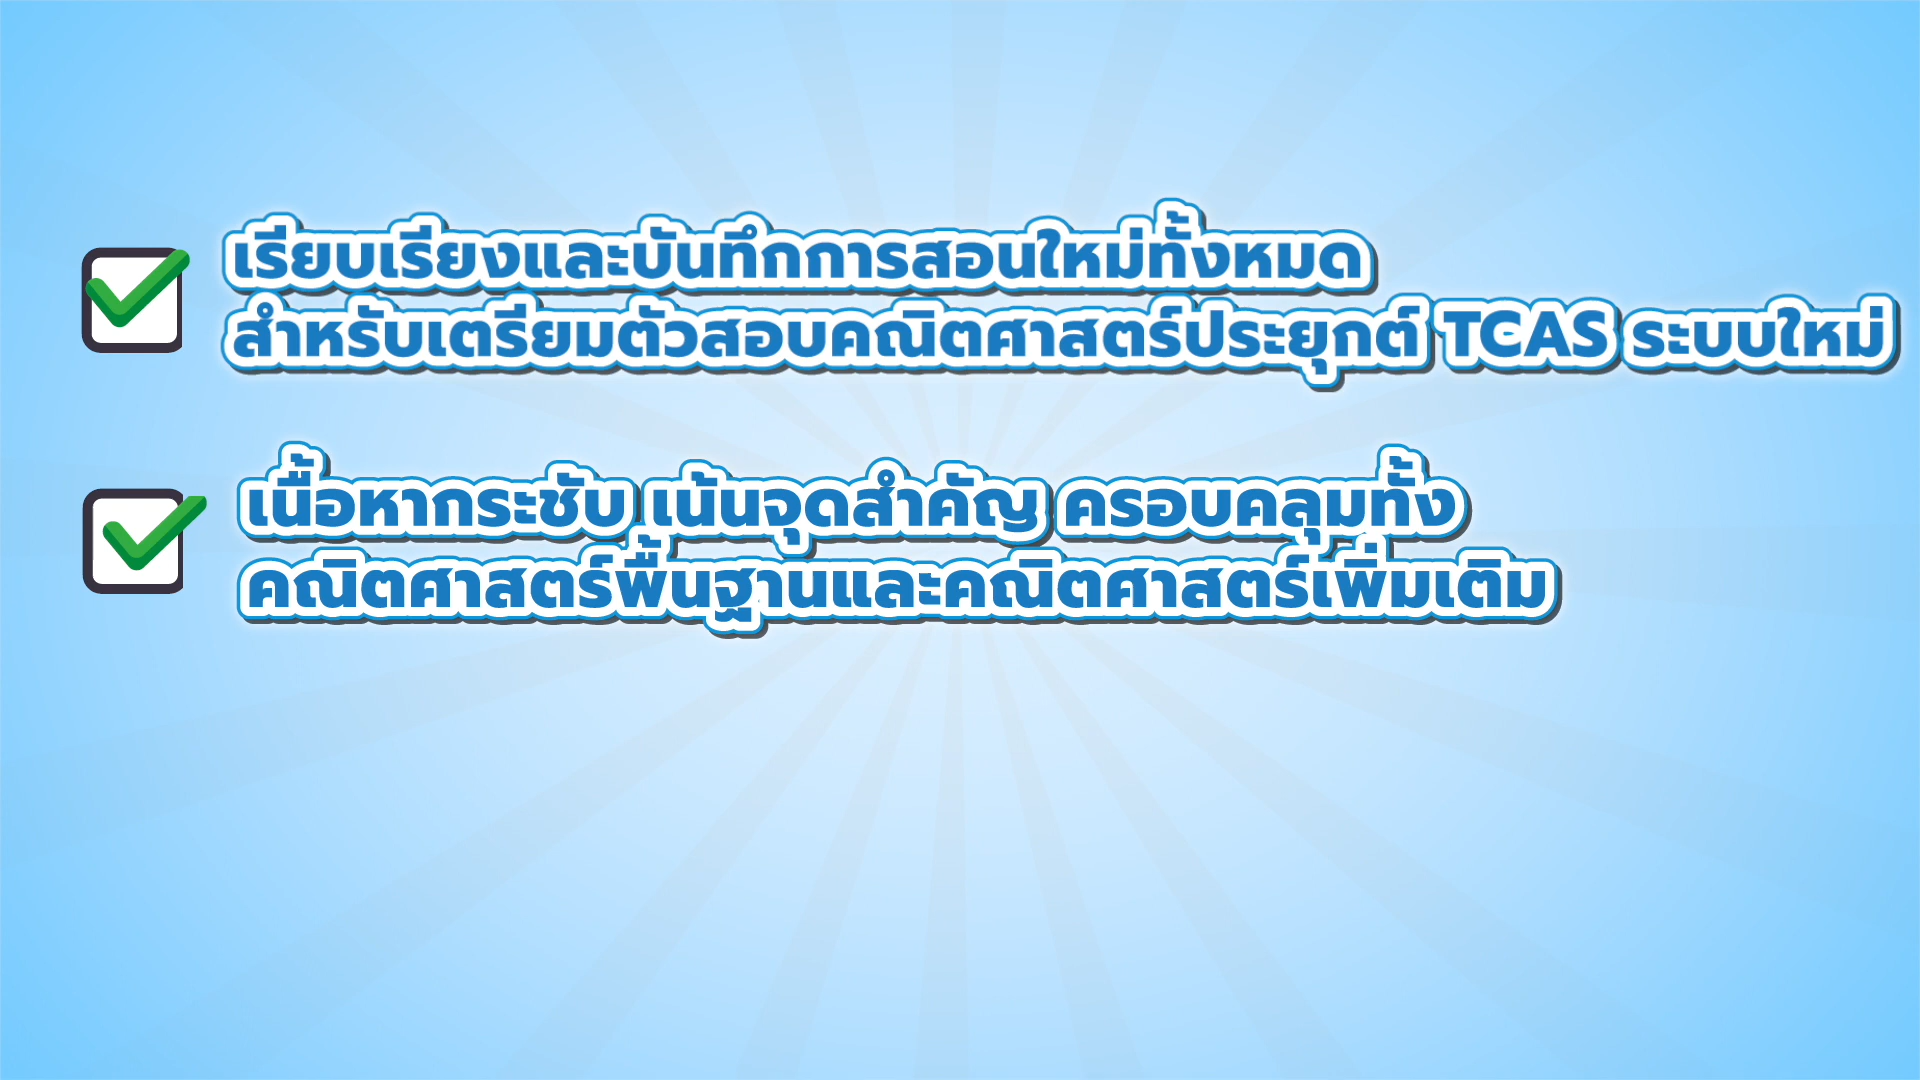 เรียบเรียงและบันทึกการสอนใหม่ทั้งหมด
สำหรับเตรียมตัวสอบคณิตศาสตร์ประยุกต์ TCAS ระบบใหม่
เนื้อหากระชับ เน้นจุดสำคัญ ครอบคลุมทั้ง
คณิตศาสตร์พื้นฐานและคณิตศาสตร์เพิ่มเติม